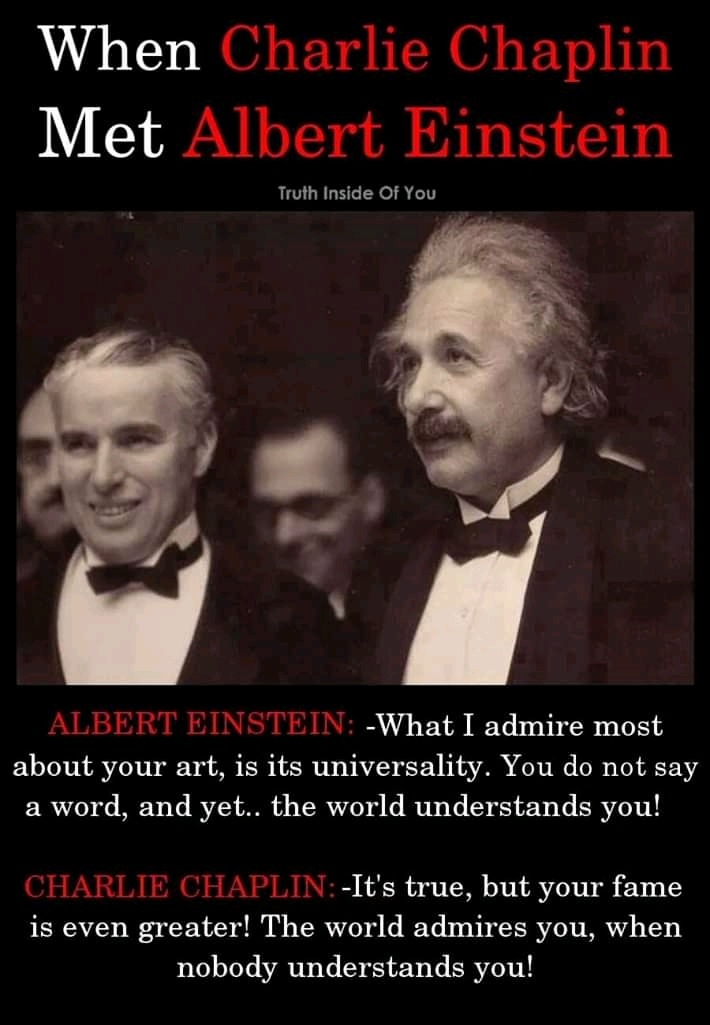 When Charlie Chaplin
Met Albert Einstein
Truth Inside Of You
ALBERT EINSTEIN: -What I admire most
about your art, is its universality. You do not say
a word, and yet.. the world understands you!
CHARLIE CHAPLIN: -It's true, but your fame
is even greater! The world admires you, when
nobody understands you!